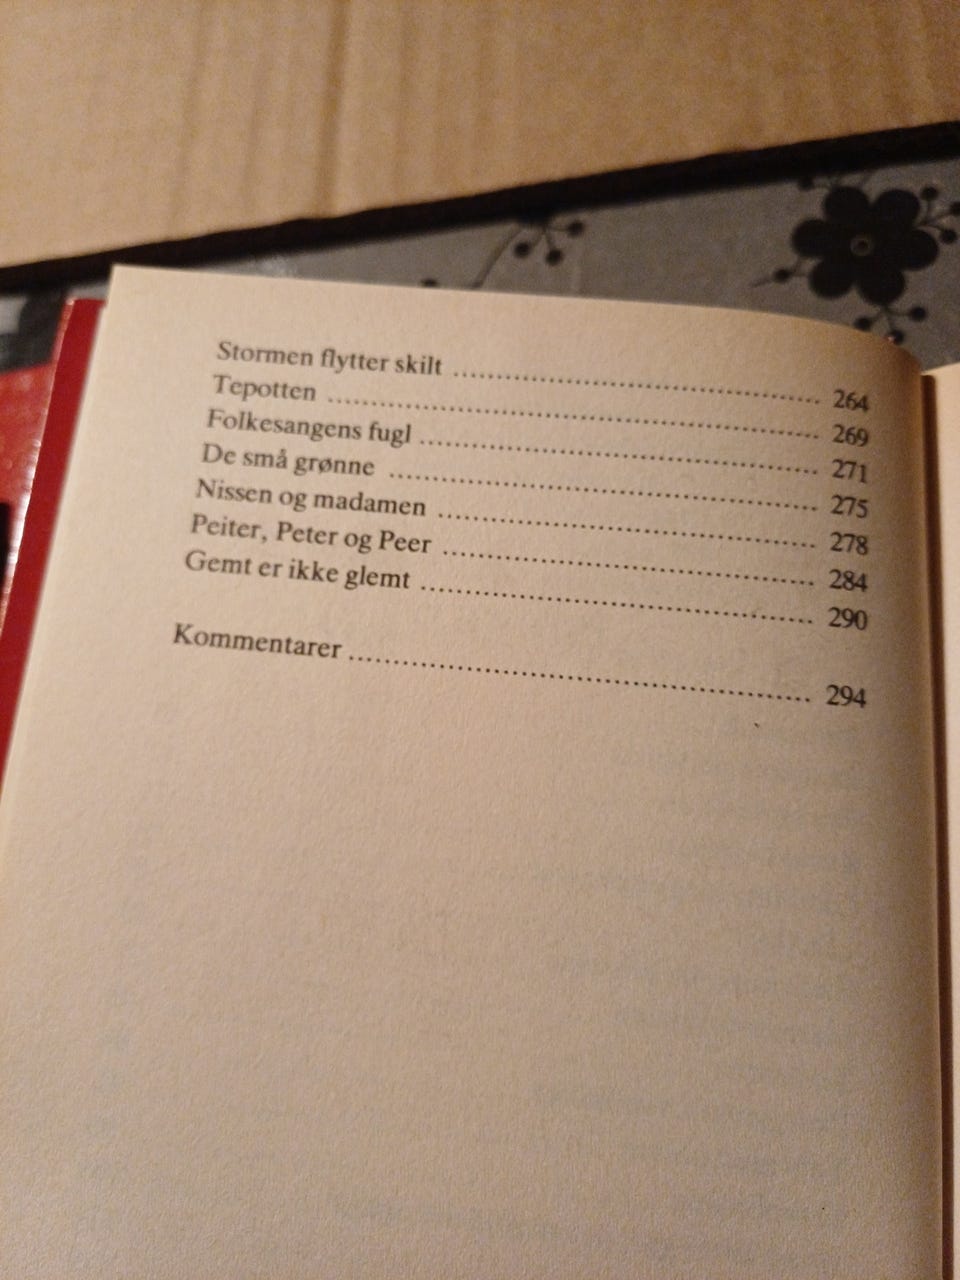 Stormen flytter skilt ........................................ 264
Tepotten ........................................ 269
Folkesangens fugl ........................................ 271
De små grønne ........................................ 275
Nissen og madamen ........................................ 278
Peiter, Peter og Peer ........................................ 284
Gemt er ikke glemt ........................................ 290
Kommentarer ........................................ 294